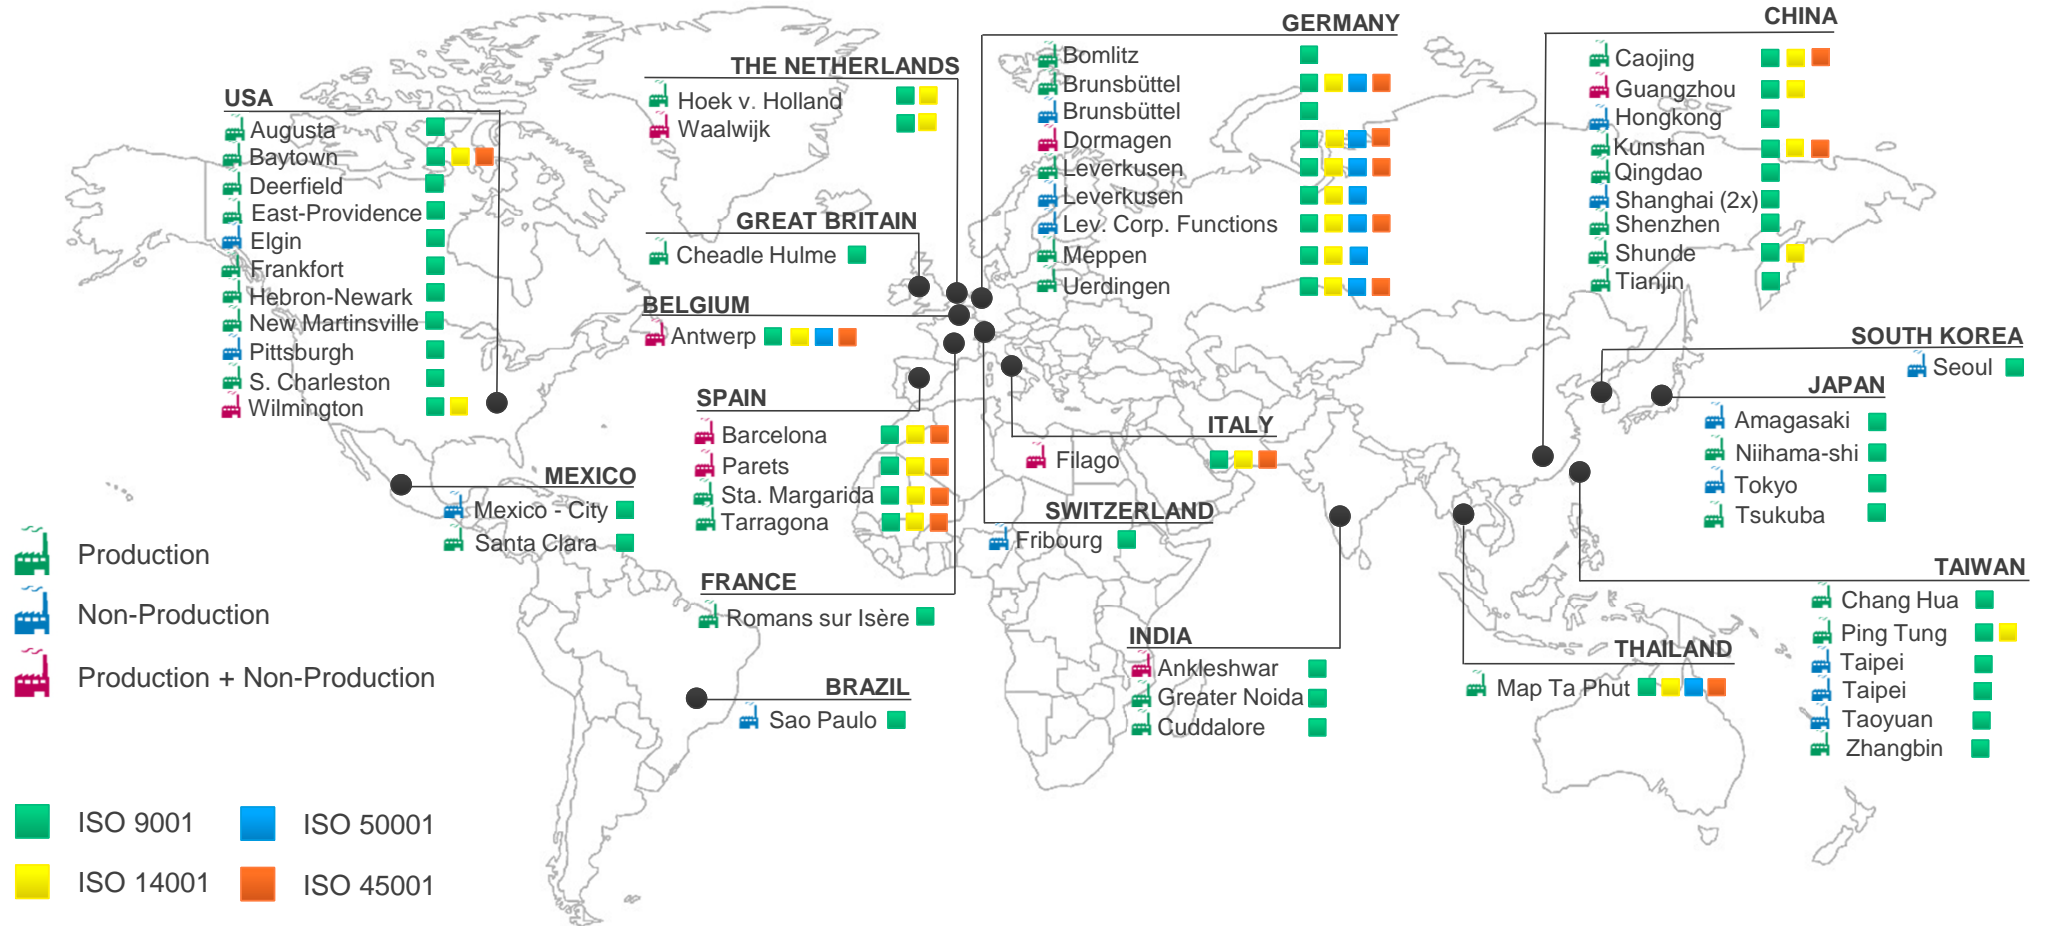 USA
Augusta
Baytown
Deerfield
East-Providence
Elgin
Frankfort
Hebron-Newark
New Martinsville
Pittsburgh
S. Charleston
Wilmington
MEXICO
Mexico - City
Santa Clara
THE NETHERLANDS
Hoek v. Holland
Waalwijk
GREAT BRITAIN
Cheadle Hulme
BELGIUM
Antwerp
SPAIN
Barcelona
Parets
Sta. Margarida
Tarragona
FRANCE
Romans sur Isère
BRAZIL
Sao Paulo
GERMANY
Bomlitz
Brunsbüttel
Brunsbüttel
Dormagen
Leverkusen
Leverkusen
Lev. Corp. Functions
Meppen
Uerdingen
ITALY
Filago
SWITZERLAND
Fribourg
INDIA
Ankleshwar
Greater Noida
Cuddalore
CHINA
Caojing
Guangzhou
Hongkong
Kunshan
Qingdao
Shanghai (2x)
Shenzhen
Shunde
Tianjin
SOUTH KOREA
Seoul
JAPAN
Amagasaki
Niihama-shi
Tokyo
Tsukuba
TAIWAN
Chang Hua
Ping Tung
Taipei
Taipei
Taoyuan
Zhangbin
THAILAND
Map Ta Phut
Production
Non-Production
Production + Non-Production
ISO 9001
ISO 50001
ISO 14001
ISO 45001